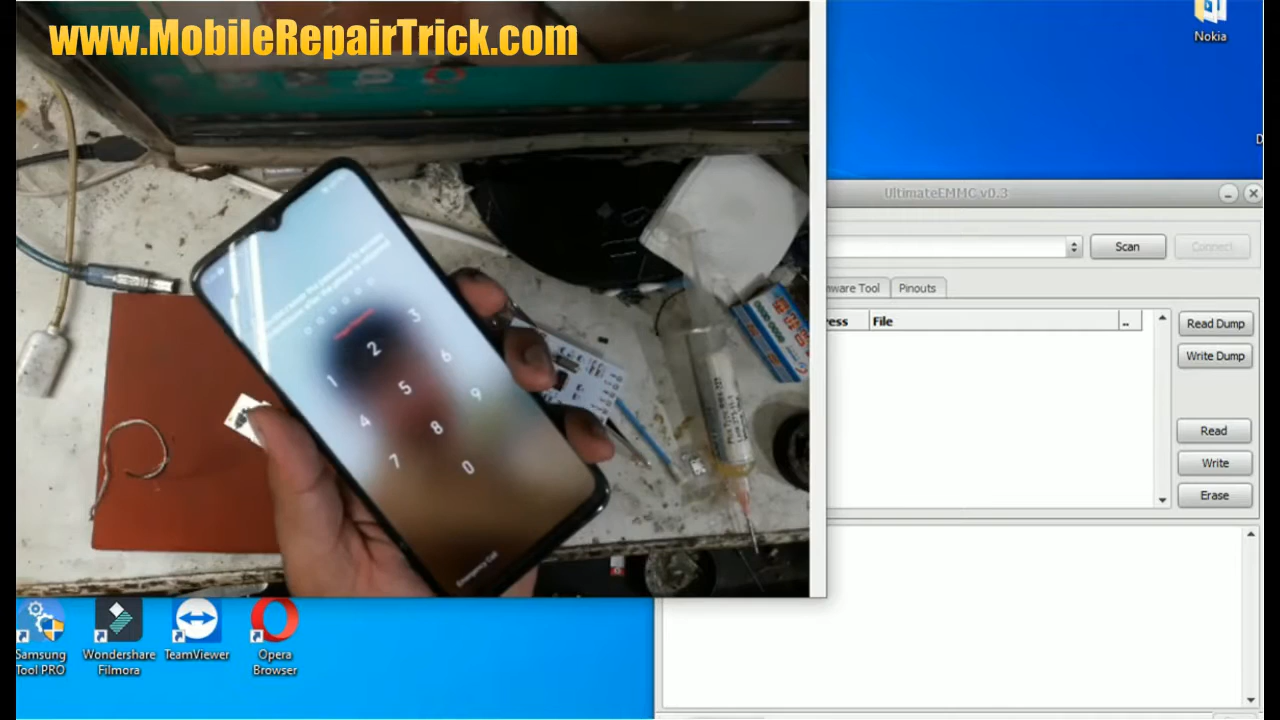 www.MobileRepairTrick.com
Nokia
UltimateEMMC v0.3
Scan
Connect
ware Tool
Pinouts
ess
File
..
Read Dump
Write Dump
Read
Write
Erase
1
2
3
4
5
6
7
8
9
0
Emergency Call
Samsung
Tool PRO
Wondershare
Filmora
TeamViewer
Opera
Browser